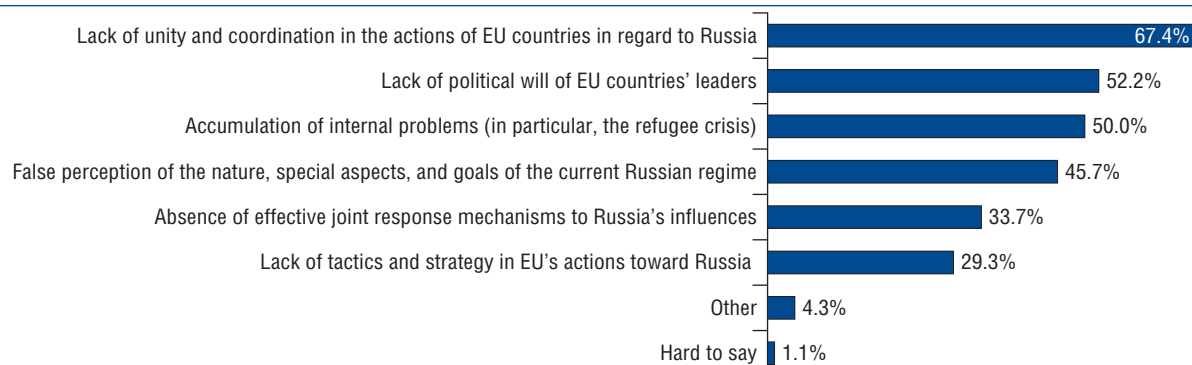 Lack of unity and coordination in the actions of EU countries in regard to Russia 67.4%
Lack of political will of EU countries’ leaders 52.2%
Accumulation of internal problems (in particular, the refugee crisis) 50.0%
False perception of the nature, special aspects, and goals of the current Russian regime 45.7%
Absence of effective joint response mechanisms to Russia’s influences 33.7%
Lack of tactics and strategy in EU’s actions toward Russia 29.3%
Other 4.3%
Hard to say 1.1%